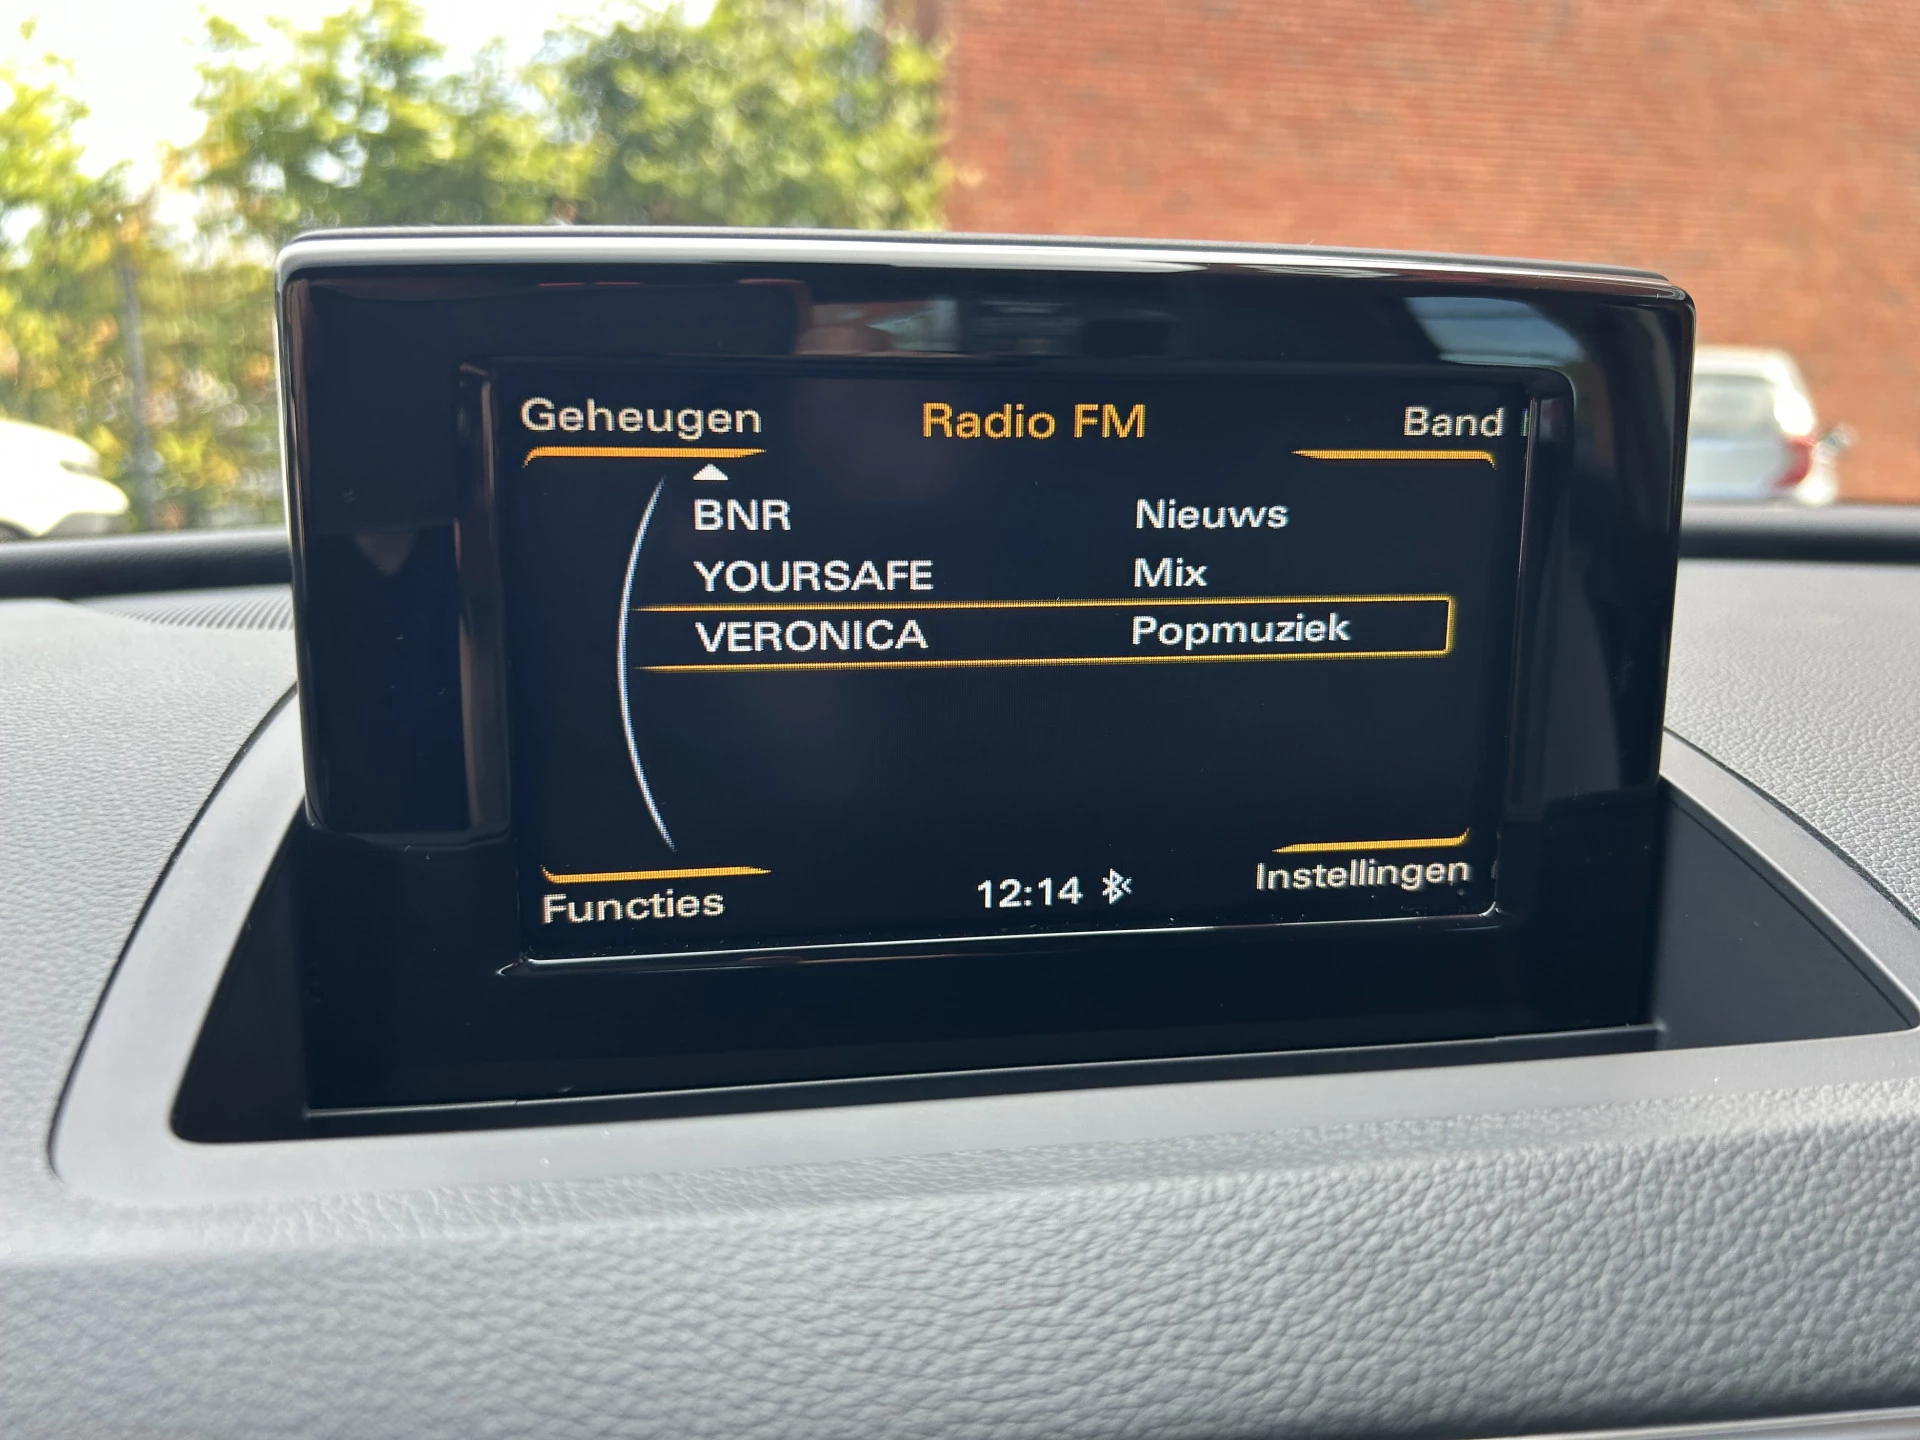 Geheugen Radio FM Band
BNR Nieuws
YOURSAFE Mix
VERONICA Popmuziek
Functies 12:14 Instellingen